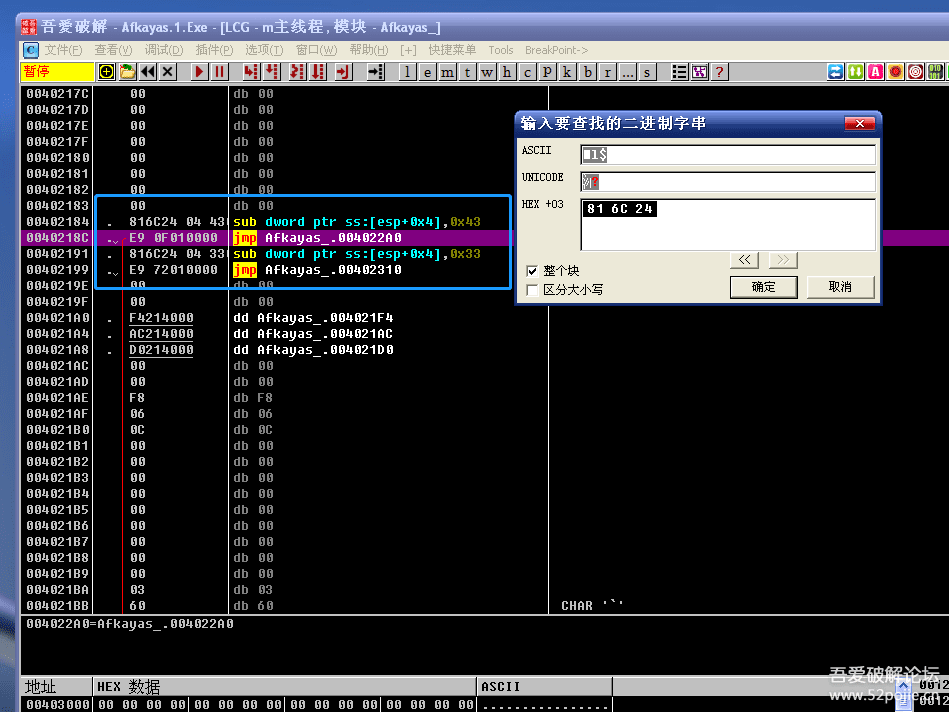 吾爱破解 - Afkayas.1.Exe - [LCG - m主线程,模块 - Afkayas_]
文件(F) 查看(V) 调试(D) 插件(P) 选项(T) 窗口(W) 帮助(H) [+] 快捷菜单 Tools BreakPoint->
暂停 l e m t w h c P k b r ... s ?
0040217C 00 db 00
0040217D 00 db 00
0040217E 00 db 00
0040217F 00 db 00
00402180 00 db 00
00402181 00 db 00
00402182 00 db 00
00402183 00 db 00
00402184 . 816C24 04 43 sub dword ptr ss:[esp+0x4],0x43
0040218C . E9 0F010000 jmp Afkayas_.004022A0
00402191 . 816C24 04 33 sub dword ptr ss:[esp+0x4],0x33
00402199 . E9 72010000 jmp Afkayas_.00402310
0040219E 00 db 00
0040219F 00 db 00
004021A0 . F4214000 dd Afkayas_.004021F4
004021A4 . AC214000 dd Afkayas_.004021AC
004021A8 . D0214000 dd Afkayas_.004021D0
004021AC 00 db 00
004021AD 00 db 00
004021AE F8 db F8
004021AF 06 db 06
004021B0 0C db 0C
004021B1 00 db 00
004021B2 00 db 00
004021B3 00 db 00
004021B4 00 db 00
004021B5 00 db 00
004021B6 00 db 00
004021B7 00 db 00
004021B8 00 db 00
004021B9 00 db 00
004021BA 03 db 03
004021BB 60 db 60 CHAR '`'
输入要查找的二进制字串
ASCII l$
UNICODE ?
HEX +03 81 6C 24
<< >>
整个块
区分大小写
确定 取消
004022A0=Afkayas_.004022A0
地址 HEX 数据 ASCII 0012
00403000 00 00 00 00 00 00 00 00 00 00 00 00 00 00 00 00 ................ 0012
吾爱破解论坛
www.52pojie.cn